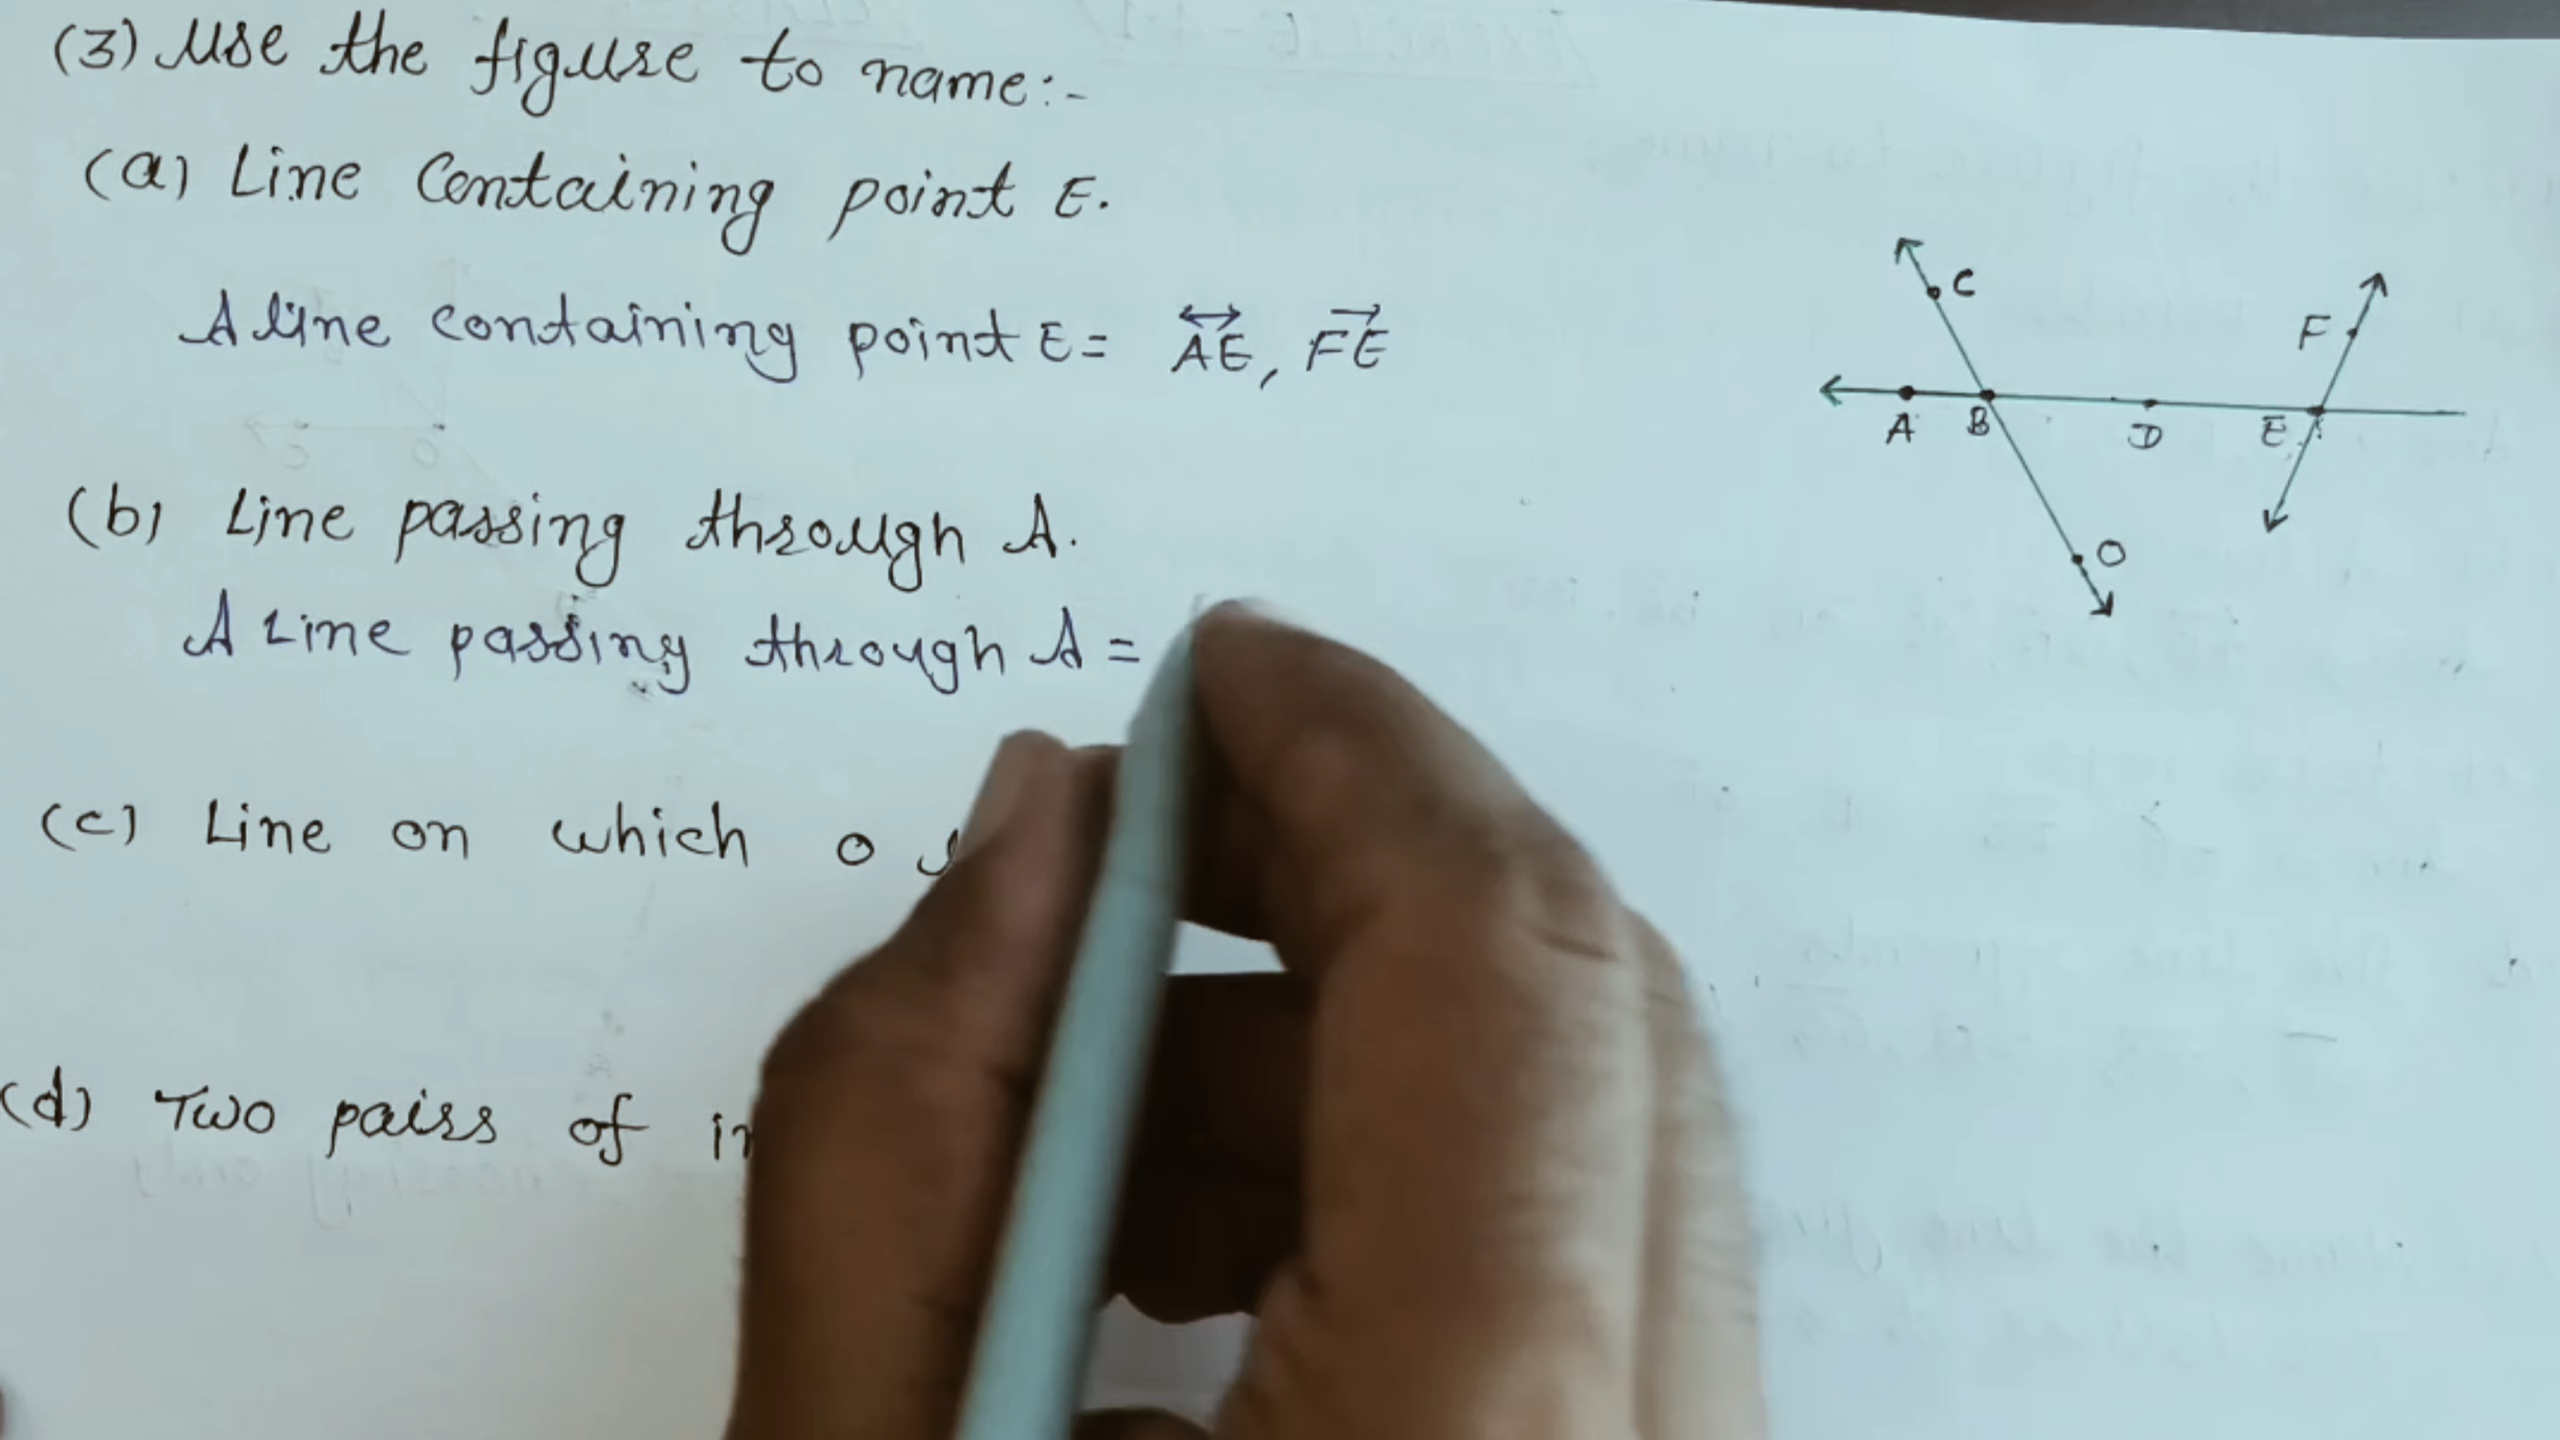 (3) Use the figure to name:-
(a) Line Containing point E.
A line containing point E = AE, FE
(b) Line passing through A.
A Line passing through A =
(c) Line on which O
(d) Two pairs of
C
F
A B D E
O